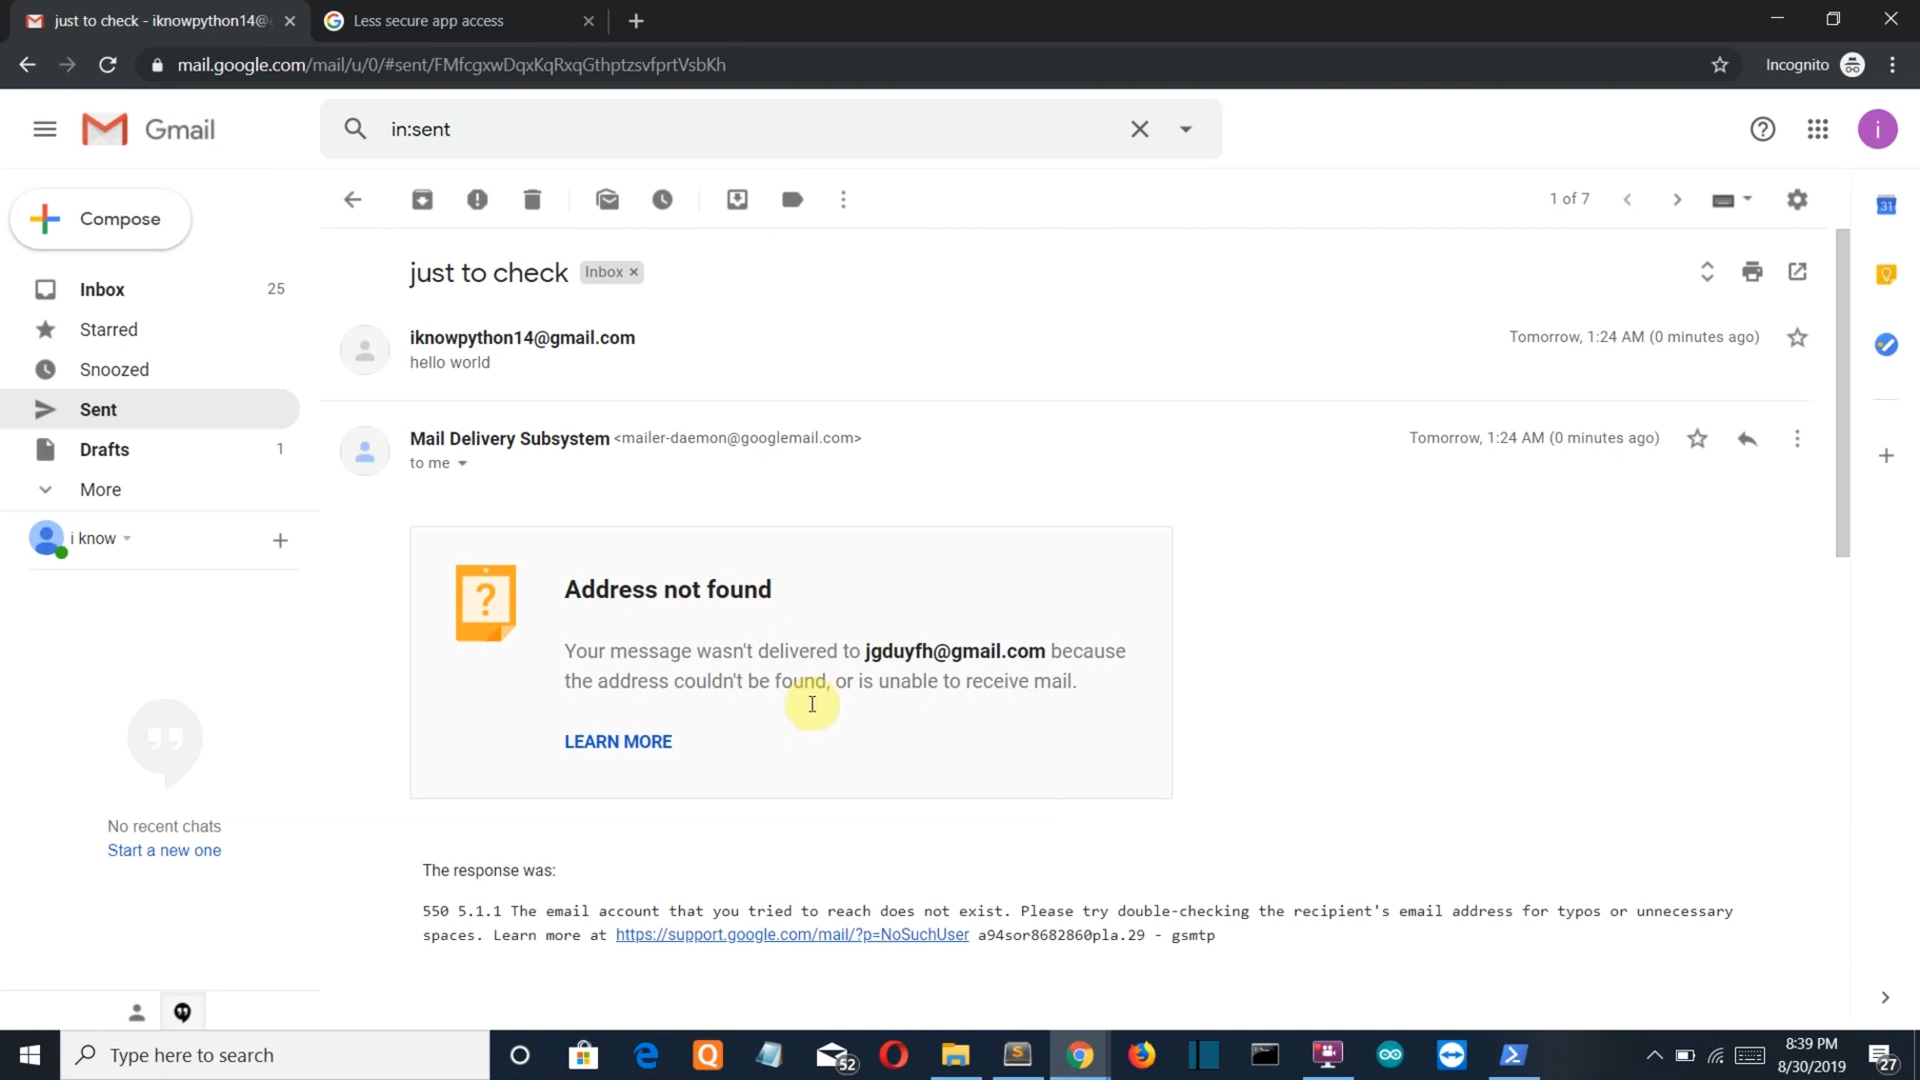 just to check - iknowpython14@
Less secure app access
mail.google.com/mail/u/0/#sent/FMfcgxwDqxKqRxqGthptzsvfprtVsbKh
Incognito
Gmail
in:sent
i
Compose
1 of 7
31
Inbox 25
Starred
Snoozed
Sent
Drafts 1
More
i know
No recent chats
Start a new one
just to check Inbox ×
iknowpython14@gmail.com
Tomorrow, 1:24 AM (0 minutes ago)
hello world
Mail Delivery Subsystem <mailer-daemon@googlemail.com>
Tomorrow, 1:24 AM (0 minutes ago)
to me
?
Address not found
Your message wasn't delivered to jgduyfh@gmail.com because
the address couldn't be found, or is unable to receive mail.
LEARN MORE
The response was:
550 5.1.1 The email account that you tried to reach does not exist. Please try double-checking the recipient's email address for typos or unnecessary
spaces. Learn more at https://support.google.com/mail/?p=NoSuchUser a94sor8682860pla.29 - gsmtp
Type here to search
52
8:39 PM
8/30/2019
27